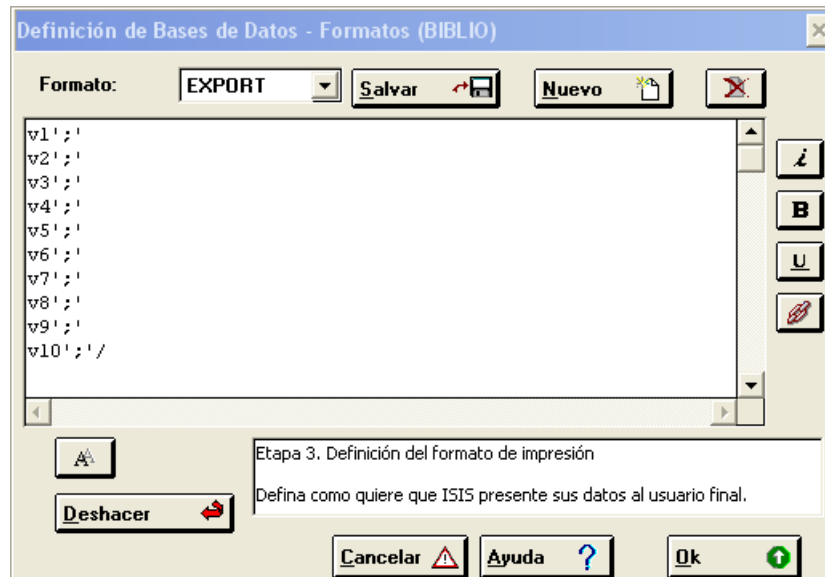 Definición de Bases de Datos - Formatos (BIBLIO)
Formato: EXPORT Salvar Nuevo
v1';'
v2';'
v3';'
v4';'
v5';'
v6';'
v7';'
v8';'
v9';'
v10';'/
i
B
U
AA
Etapa 3. Definición del formato de impresión
Defina como quiere que ISIS presente sus datos al usuario final.
Deshacer
Cancelar Ayuda ? Ok